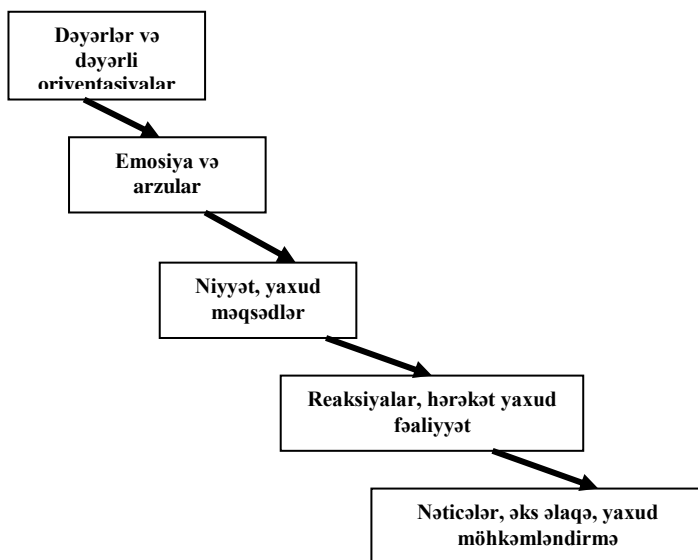 Dəyərlər və
dəyərli
oriyentasiyalar
Emosiya və
arzular
Niyyət, yaxud
məqsədlər
Reaksiyalar, hərəkət yaxud
fəaliyyət
Nəticələr, əks əlaqə, yaxud
möhkəmləndirmə